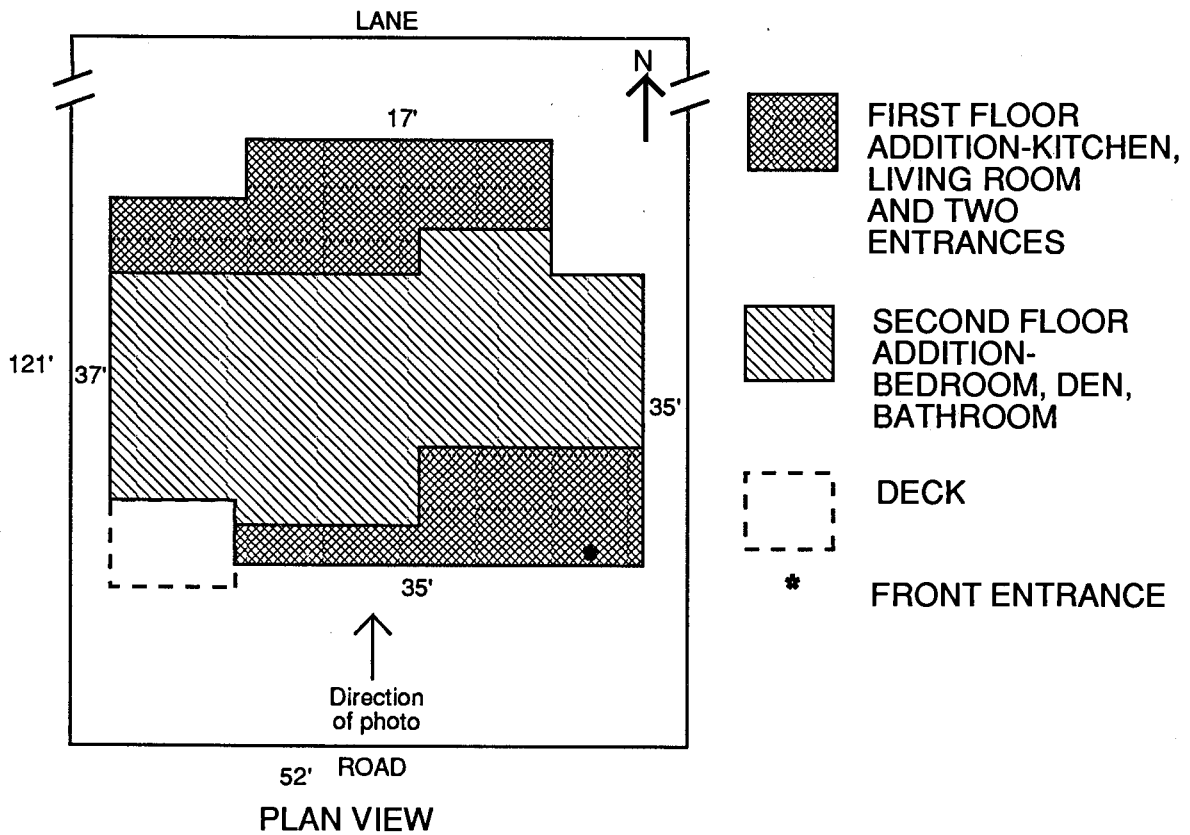 LANE
N
17'
121'
37'
35'
35'
Direction
of photo
52' ROAD
PLAN VIEW
FIRST FLOOR
ADDITION-KITCHEN,
LIVING ROOM
AND TWO
ENTRANCES
SECOND FLOOR
ADDITION-
BEDROOM, DEN,
BATHROOM
DECK
* FRONT ENTRANCE